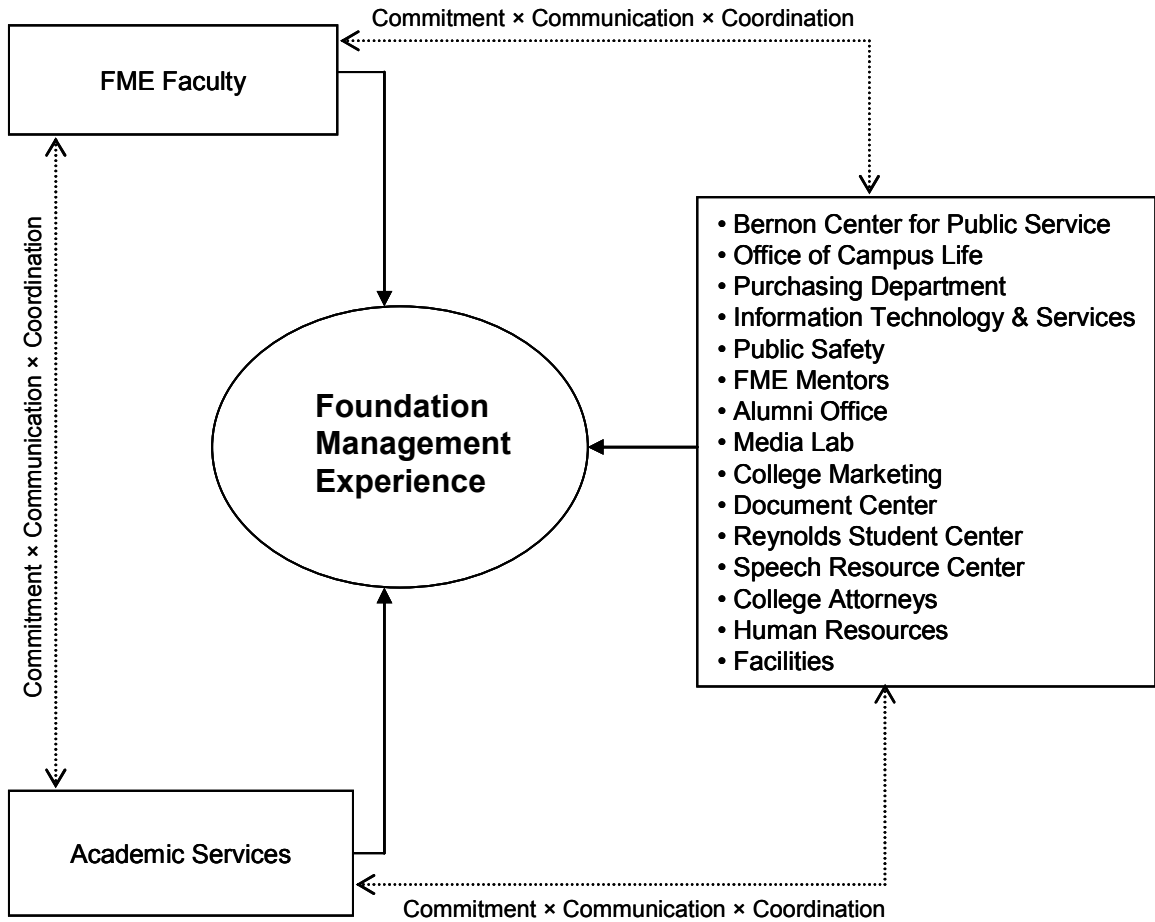 Commitment × Communication × Coordination
FME Faculty
Commitment × Communication × Coordination
• Bernon Center for Public Service
• Office of Campus Life
• Purchasing Department
• Information Technology & Services
• Public Safety
• FME Mentors
• Alumni Office
• Media Lab
• College Marketing
• Document Center
• Reynolds Student Center
• Speech Resource Center
• College Attorneys
• Human Resources
• Facilities
Foundation
Management
Experience
Academic Services
Commitment × Communication × Coordination